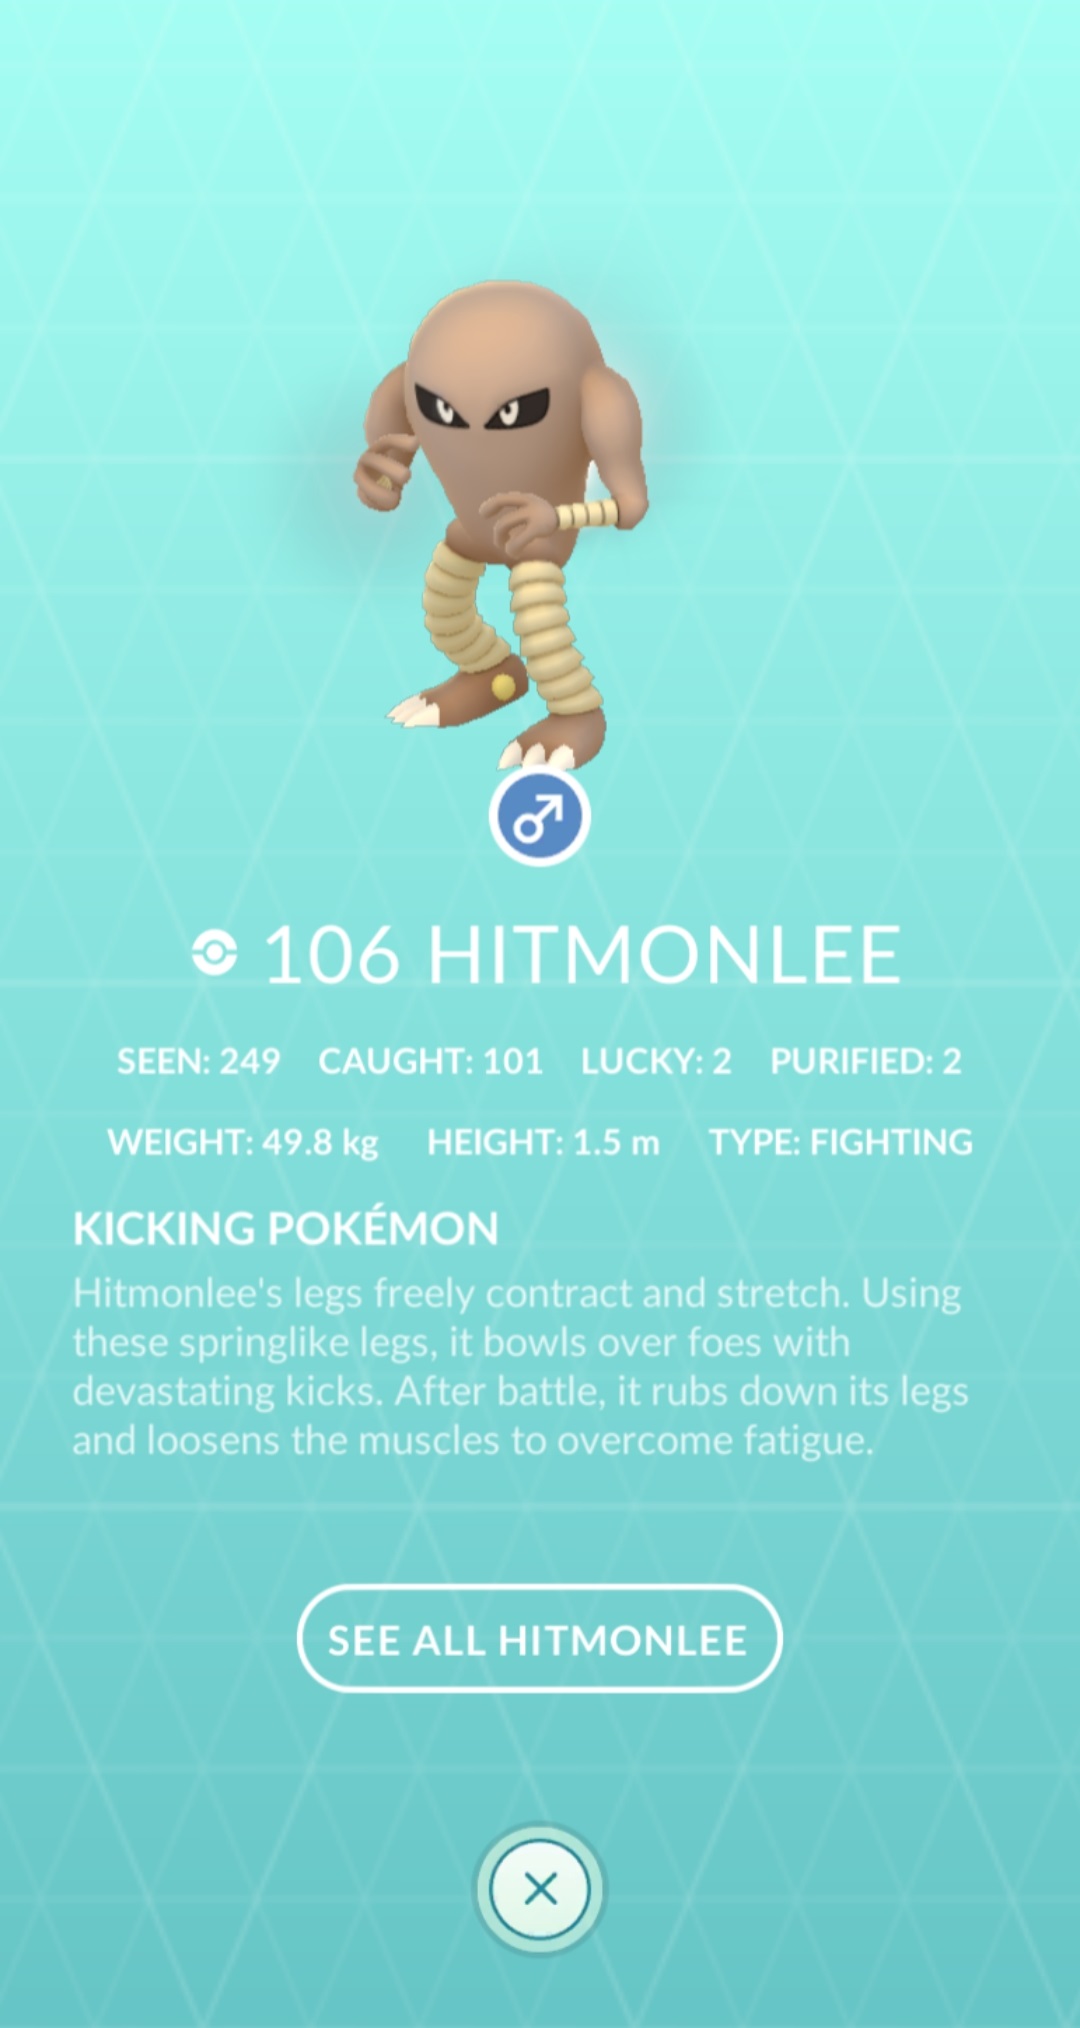 106 HITMONLEE
SEEN: 249 CAUGHT: 101 LUCKY: 2 PURIFIED: 2
WEIGHT: 49.8 kg HEIGHT: 1.5 m TYPE: FIGHTING
KICKING POKÉMON
Hitmonlee's legs freely contract and stretch. Using
these springlike legs, it bowls over foes with
devastating kicks. After battle, it rubs down its legs
and loosens the muscles to overcome fatigue.
SEE ALL HITMONLEE